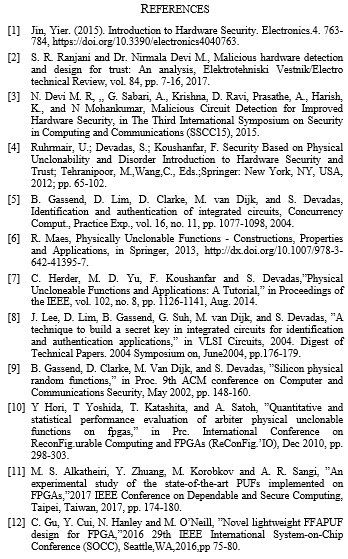 REFERENCES
[1] Jin, Yier. (2015). Introduction to Hardware Security. Electronics.4. 763-
784, https://doi.org/10.3390/electronics4040763.
[2] S. R. Ranjani and Dr. Nirmala Devi M., Malicious hardware detection
and design for trust: An analysis, Elektrotehniski Vestnik/Electro
technical Review, vol. 84, pp. 7-16, 2017.
[3] N. Devi M. R, ,, G. Sabari, A., Krishna, D. Ravi, Prasathe, A., Harish,
K., and N Mohankumar, Malicious Circuit Detection for Improved
Hardware Security, in The Third International Symposium on Security
in Computing and Communications (SSCC15), 2015.
[4] Ruhrmair, U.; Devadas, S.; Koushanfar, F. Security Based on Physical
Unclonability and Disorder Introduction to Hardware Security and
Trust; Tehranipoor, M.,Wang,C., Eds.;Springer: New York, NY, USA,
2012; pp. 65-102.
[5] B. Gassend, D. Lim, D. Clarke, M. van Dijk, and S. Devadas,
Identification and authentication of integrated circuits, Concurrency
Comput., Practice Exp., vol. 16, no. 11, pp. 1077-1098, 2004.
[6] R. Maes, Physically Unclonable Functions - Constructions, Properties
and Applications, in Springer, 2013, http://dx.doi.org/10.1007/978-3-
642-41395-7.
[7] C. Herder, M. D. Yu, F. Koushanfar and S. Devadas,”Physical
Uncloneable Functions and Applications: A Tutorial,” in Proceedings of
the IEEE, vol. 102, no. 8, pp. 1126-1141, Aug. 2014.
[8] J. Lee, D. Lim, B. Gassend, G. Suh, M. van Dijk, and S. Devadas, ”A
technique to build a secret key in integrated circuits for identification
and authentication applications,” in VLSI Circuits, 2004. Digest of
Technical Papers. 2004 Symposium on, June2004, pp.176-179.
[9] B. Gassend, D. Clarke, M. Van Dijk, and S. Devadas, ”Silicon physical
random functions,” in Proc. 9th ACM conference on Computer and
Communications Security, May 2002, pp. 148-160.
[10] Y Hori, T Yoshida, T. Katashita, and A. Satoh, ”Quantitative and
statistical performance evaluation of arbiter physical unclonable
functions on fpgas,” in Prc. International Conference on
ReconFig.urable Computing and FPGAs (ReConFig.’IO), Dec 2010, pp.
298-303.
[11] M. S. Alkatheiri, Y. Zhuang, M. Korobkov and A. R. Sangi, ”An
experimental study of the state-of-the-art PUFs implemented on
FPGAs,”2017 IEEE Conference on Dependable and Secure Computing,
Taipei, Taiwan, 2017, pp. 174-180.
[12] C. Gu, Y. Cui, N. Hanley and M. O’Neill, ”Novel lightweight FFAPUF
design for FPGA,”2016 29th IEEE International System-on-Chip
Conference (SOCC), Seattle,WA,2016,pp 75-80.